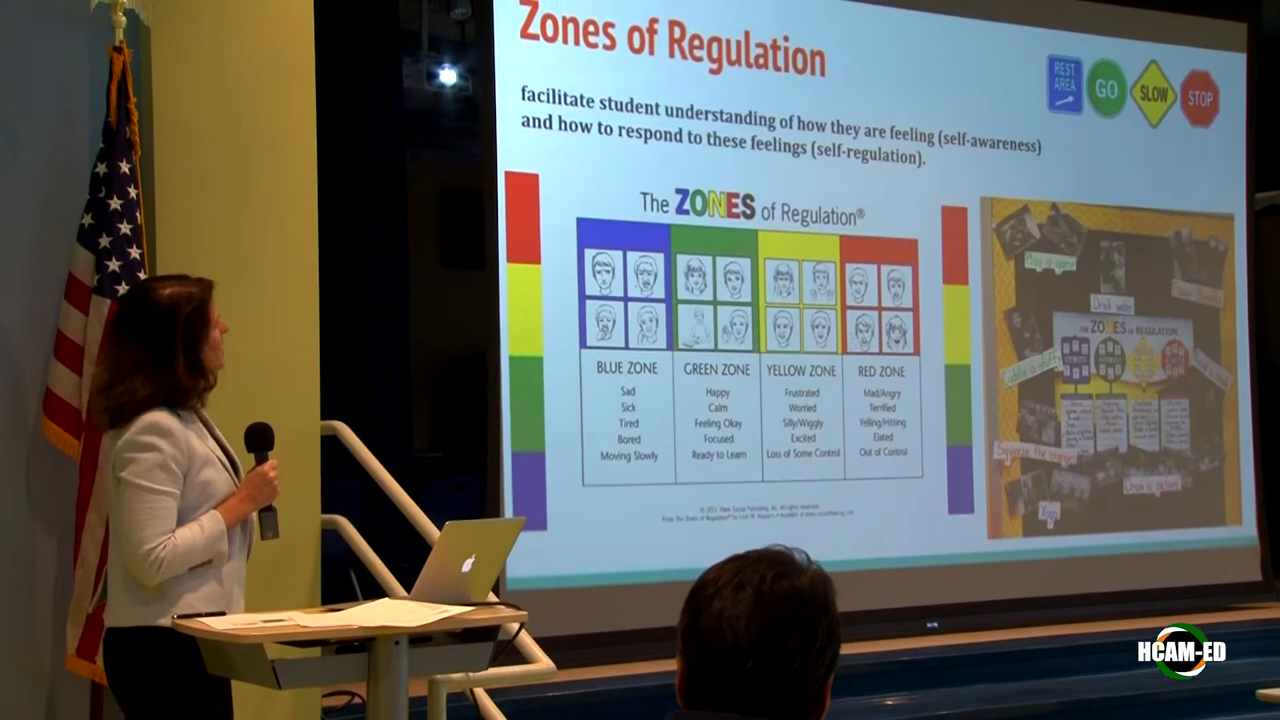 Zones of Regulation
REST
AREA
GO
SLOW
STOP
facilitate student understanding of how they are feeling (self-awareness)
and how to respond to these feelings (self-regulation).
The ZONES of Regulation®
BLUE ZONE
Sad
Sick
Tired
Bored
Moving Slowly
GREEN ZONE
Happy
Calm
Feeling Okay
Focused
Ready to Learn
YELLOW ZONE
Frustrated
Worried
Silly/Wiggly
Excited
Loss of Some Control
RED ZONE
Mad/Angry
Terrified
Yelling/Hitting
Elated
Out of Control
Play a game
Drink water
THE ZONES OF REGULATION
Squeeze the
Draw a picture
HCAM-ED